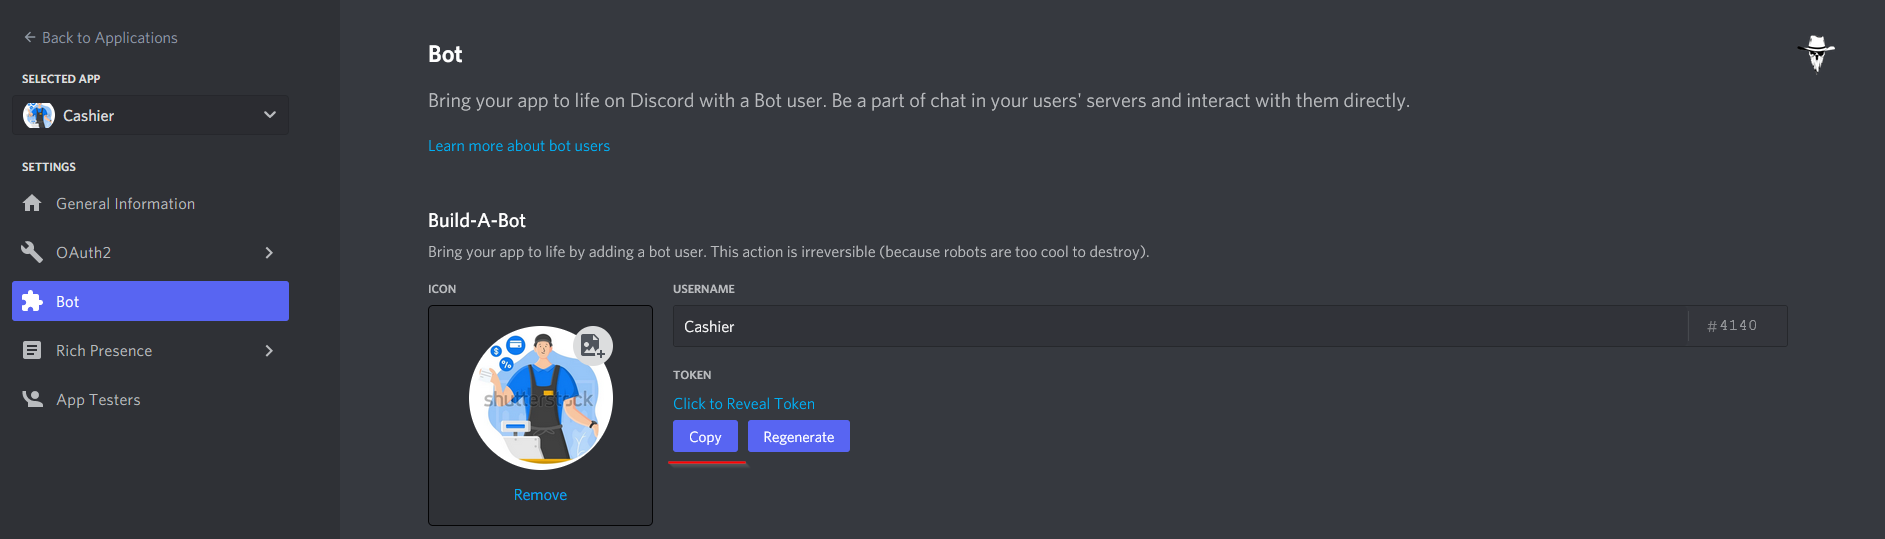 Back to Applications
SELECTED APP
Cashier
SETTINGS
General Information
OAuth2
Bot
Rich Presence
App Testers
Bot
Bring your app to life on Discord with a Bot user. Be a part of chat in your users' servers and interact with them directly.
Learn more about bot users
Build-A-Bot
Bring your app to life by adding a bot user. This action is irreversible (because robots are too cool to destroy).
ICON
shutterstock
Remove
USERNAME
Cashier #4140
TOKEN
Click to Reveal Token
Copy Regenerate